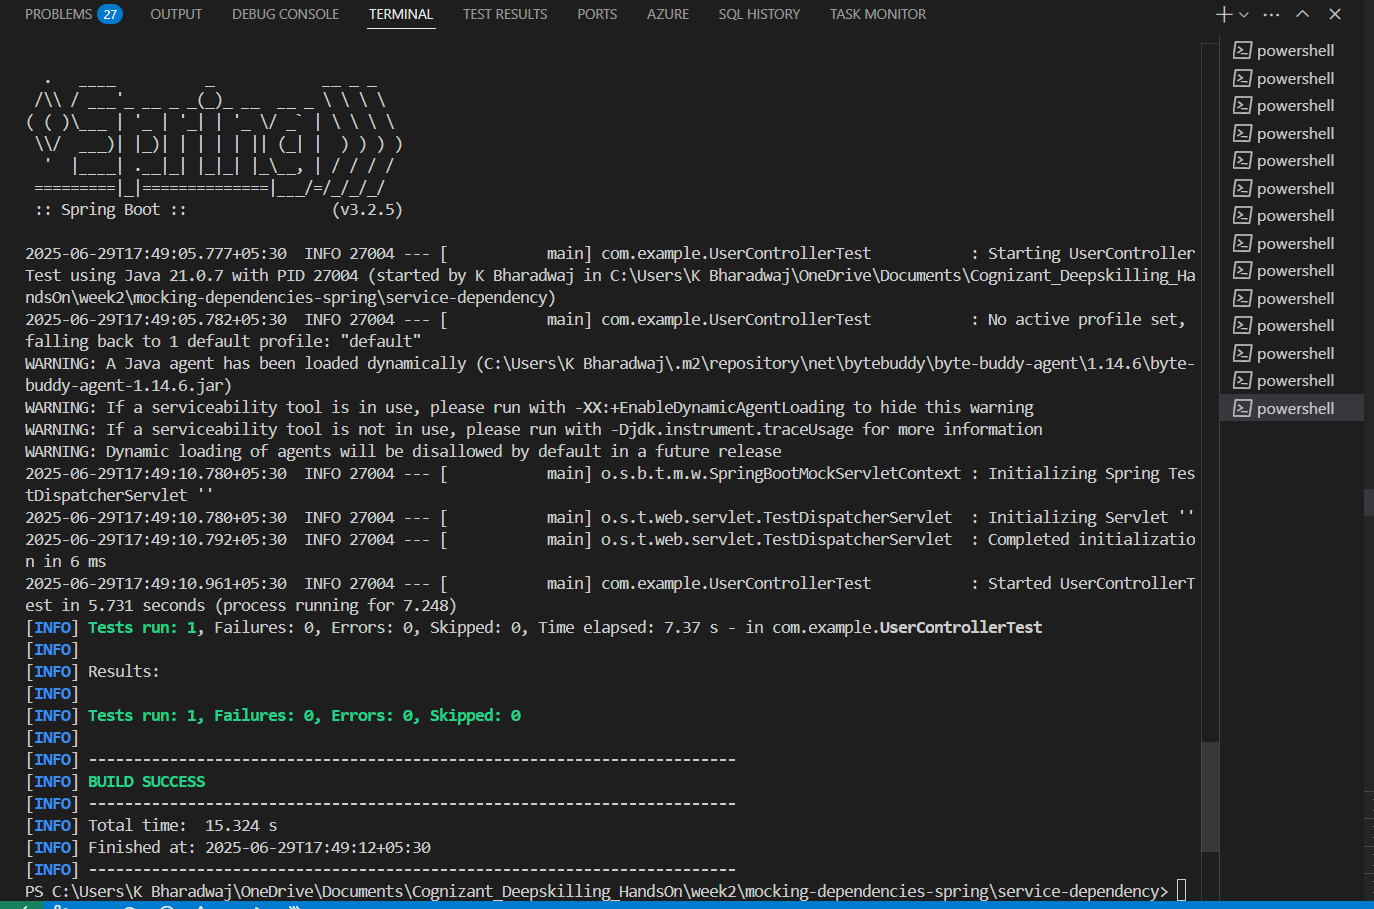 PROBLEMS 27 OUTPUT DEBUG CONSOLE TERMINAL TEST RESULTS PORTS AZURE SQL HISTORY TASK MONITOR
  .   ____          _            __ _ _
 /\\ / ___'_ __ _ _(_)_ __  __ _ \ \ \ \
( ( )\___ | '_ | '_| | '_ \/ _` | \ \ \ \
 \\/  ___)| |_)| | | | | || (_| |  ) ) ) )
  '  |____| .__|_| |_|_| |_\__, | / / / /
 =========|_|==============|___/=/_/_/_/
 :: Spring Boot ::                (v3.2.5)
2025-06-29T17:49:05.777+05:30  INFO 27004 --- [           main] com.example.UserControllerTest           : Starting UserController
Test using Java 21.0.7 with PID 27004 (started by K Bharadwaj in C:\Users\K Bharadwaj\OneDrive\Documents\Cognizant_Deepskilling_Ha
ndsOn\week2\mocking-dependencies-spring\service-dependency)
2025-06-29T17:49:05.782+05:30  INFO 27004 --- [           main] com.example.UserControllerTest           : No active profile set,
falling back to 1 default profile: "default"
WARNING: A Java agent has been loaded dynamically (C:\Users\K Bharadwaj\.m2\repository\net\bytebuddy\byte-buddy-agent\1.14.6\byte-
buddy-agent-1.14.6.jar)
WARNING: If a serviceability tool is in use, please run with -XX:+EnableDynamicAgentLoading to hide this warning
WARNING: If a serviceability tool is not in use, please run with -Djdk.instrument.traceUsage for more information
WARNING: Dynamic loading of agents will be disallowed by default in a future release
2025-06-29T17:49:10.780+05:30  INFO 27004 --- [           main] o.s.b.t.m.w.SpringBootMockServletContext : Initializing Spring Tes
tDispatcherServlet ''
2025-06-29T17:49:10.780+05:30  INFO 27004 --- [           main] o.s.t.web.servlet.TestDispatcherServlet  : Initializing Servlet ''
2025-06-29T17:49:10.792+05:30  INFO 27004 --- [           main] o.s.t.web.servlet.TestDispatcherServlet  : Completed initializatio
n in 6 ms
2025-06-29T17:49:10.961+05:30  INFO 27004 --- [           main] com.example.UserControllerTest           : Started UserControllerT
est in 5.731 seconds (process running for 7.248)
[INFO] Tests run: 1, Failures: 0, Errors: 0, Skipped: 0, Time elapsed: 7.37 s - in com.example.UserControllerTest
[INFO]
[INFO] Results:
[INFO]
[INFO] Tests run: 1, Failures: 0, Errors: 0, Skipped: 0
[INFO]
[INFO] ------------------------------------------------------------------------
[INFO] BUILD SUCCESS
[INFO] ------------------------------------------------------------------------
[INFO] Total time:  15.324 s
[INFO] Finished at: 2025-06-29T17:49:12+05:30
[INFO] ------------------------------------------------------------------------
PS C:\Users\K Bharadwaj\OneDrive\Documents\Cognizant_Deepskilling_HandsOn\week2\mocking-dependencies-spring\service-dependency>
powershell
powershell
powershell
powershell
powershell
powershell
powershell
powershell
powershell
powershell
powershell
powershell
powershell
powershell